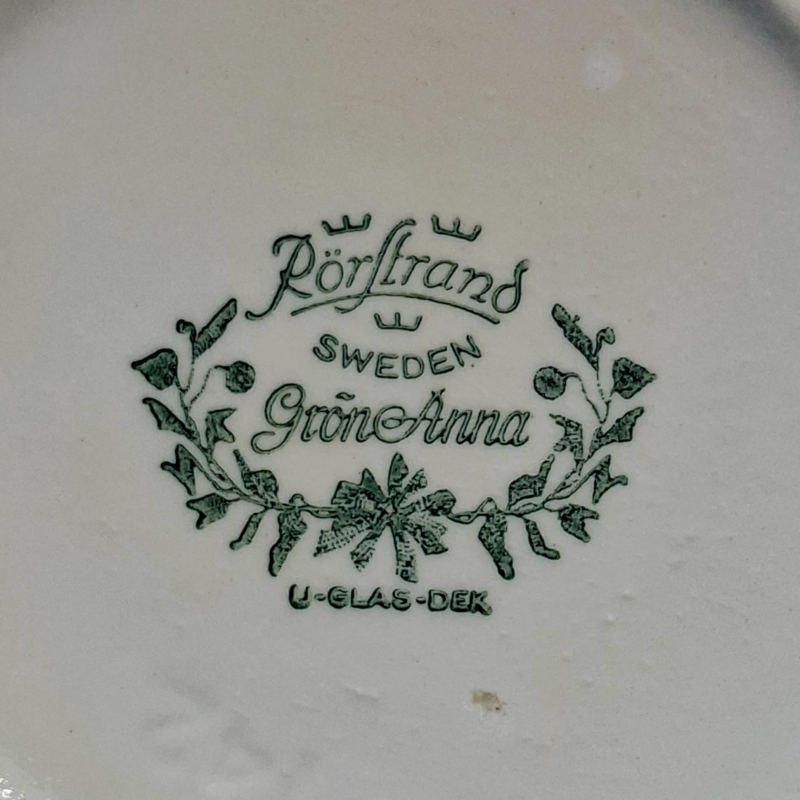 Rörstrand
SWEDEN
Grön Anna
U-GLAS-DEK